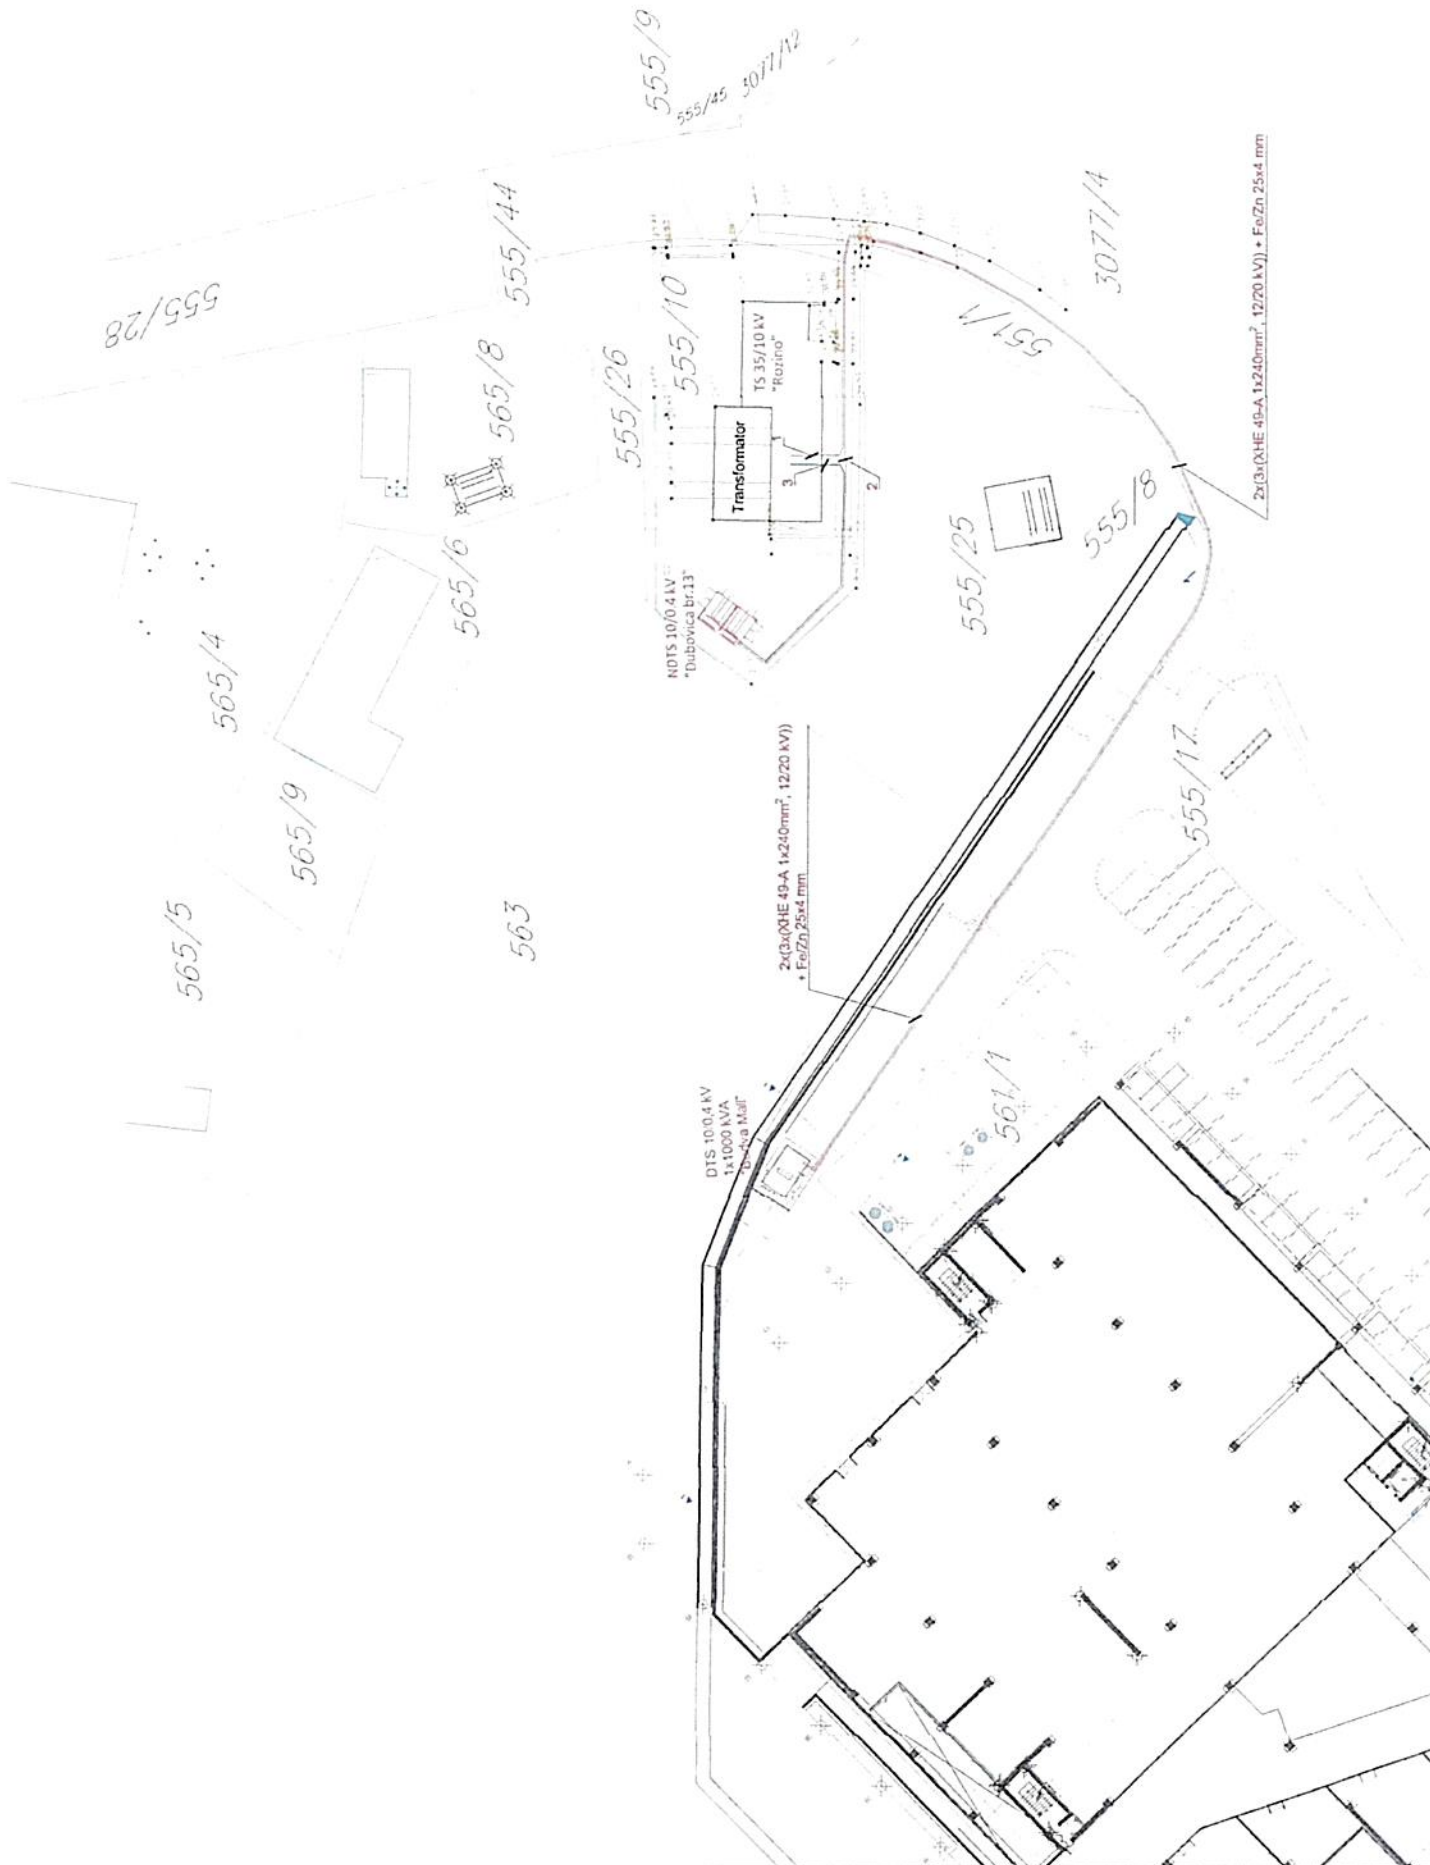 555/9
555/45
3077/12
555/28
555/44
565/8
555/26
555/10
TS 35/10 kV
"Rozino"
Transformator
1
3
2
551/1
3077/4
2x(3x(XHE 49-A 1x240mm², 12/20 kV)) + Fe/Zn 25x4 mm
565/6
565/4
NDTS 10/0.4 kV
"Dubovica br.13"
555/25
555/8
565/9
565/5
563
2x(3x(XHE 49-A 1x240mm², 12/20 kV))
+ Fe/Zn 25x4 mm
555/17
DTS 10/0,4 kV
1x1000 kVA
"Budva Mall"
561/1